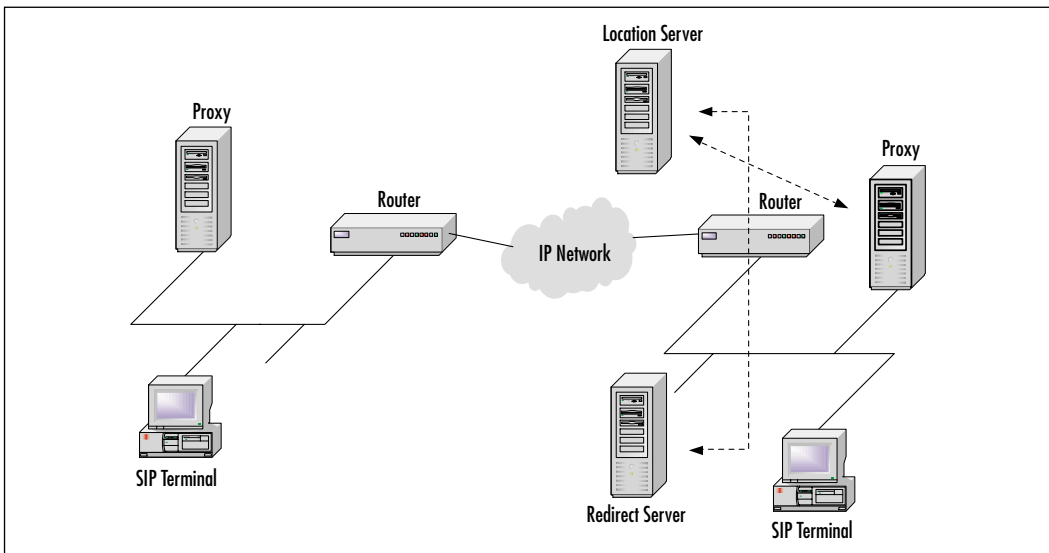 Location Server
Proxy
Proxy
Router
Router
IP Network
SIP Terminal
Redirect Server
SIP Terminal